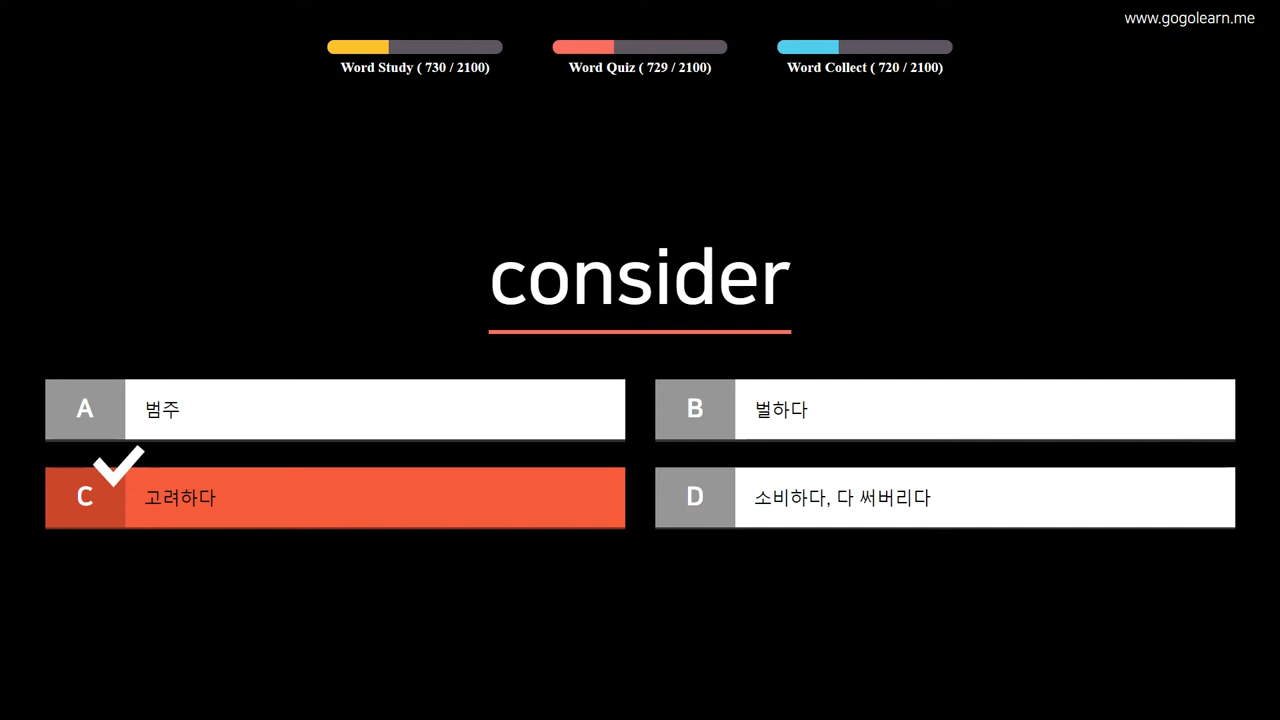 www.gogolearn.me
Word Study ( 730 / 2100)
Word Quiz ( 729 / 2100)
Word Collect ( 720 / 2100)
consider
A 범주
B 벌하다
C 고려하다
D 소비하다, 다 써버리다